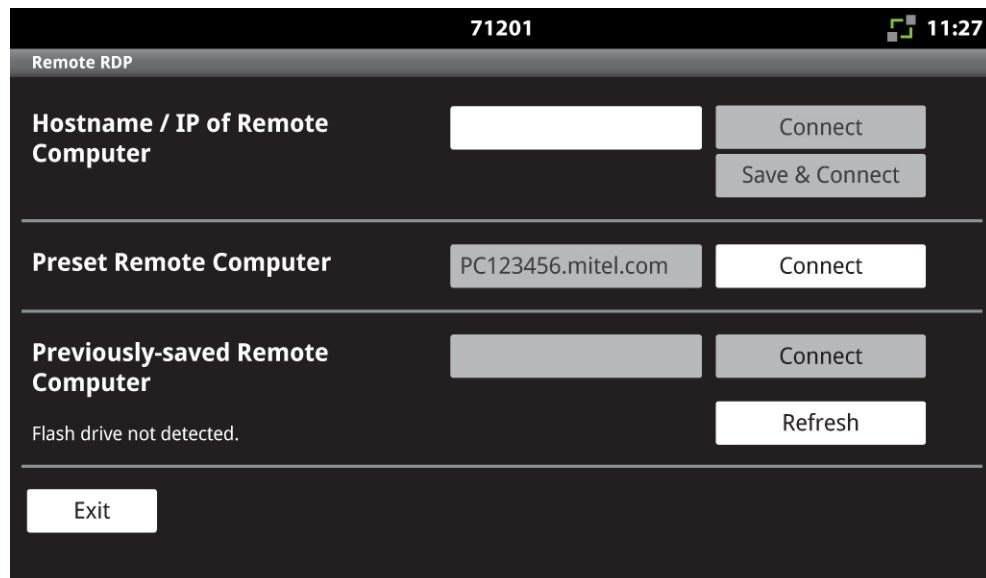 71201
11:27
Remote RDP
Hostname / IP of Remote
Computer
Connect
Save & Connect
Preset Remote Computer
PC123456.mitel.com
Connect
Previously-saved Remote
Computer
Connect
Flash drive not detected.
Refresh
Exit